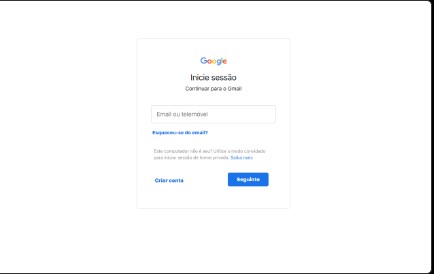 Google
Inicie sessão
Continuar para o Gmail
Email ou telemóvel
Esqueceu-se do email?
Este computador não é seu? Utilize o modo convidado
para iniciar sessão de forma privada. Saiba mais
Criar conta
Seguinte